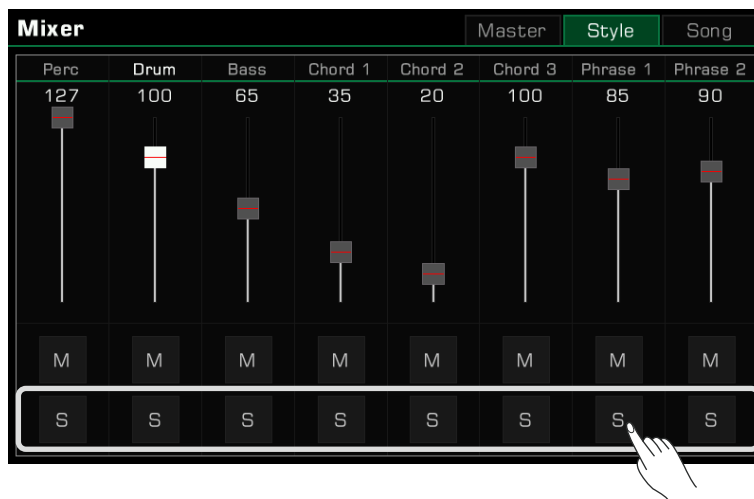 Mixer Master Style Song
Perc Drum Bass Chord 1 Chord 2 Chord 3 Phrase 1 Phrase 2
127 100 65 35 20 100 85 90
M M M M M M M M
S S S S S S S S